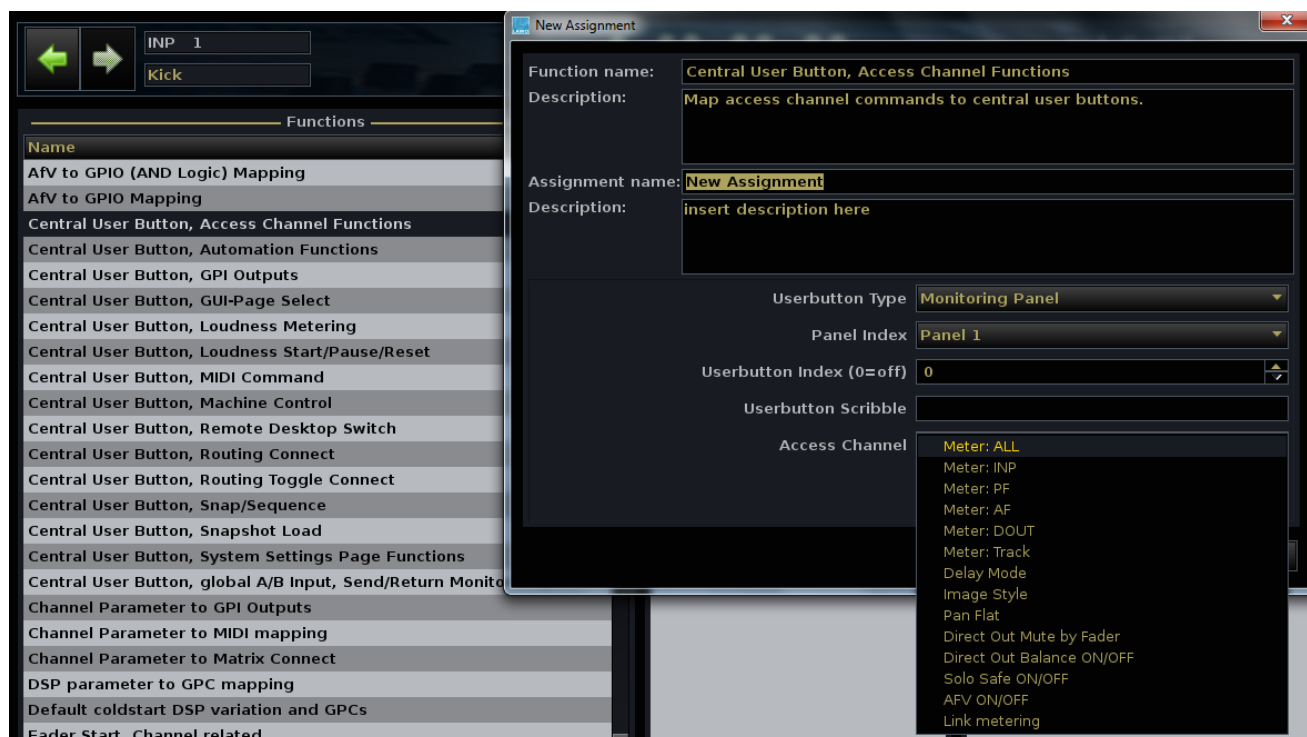 INP 1
Kick
Functions
Name
AfV to GPIO (AND Logic) Mapping
AfV to GPIO Mapping
Central User Button, Access Channel Functions
Central User Button, Automation Functions
Central User Button, GPI Outputs
Central User Button, GUI-Page Select
Central User Button, Loudness Metering
Central User Button, Loudness Start/Pause/Reset
Central User Button, MIDI Command
Central User Button, Machine Control
Central User Button, Remote Desktop Switch
Central User Button, Routing Connect
Central User Button, Routing Toggle Connect
Central User Button, Snap/Sequence
Central User Button, Snapshot Load
Central User Button, System Settings Page Functions
Central User Button, global A/B Input, Send/Return Monito
Channel Parameter to GPI Outputs
Channel Parameter to MIDI mapping
Channel Parameter to Matrix Connect
DSP parameter to GPC mapping
Default coldstart DSP variation and GPCs
Fader Start, Channel related
New Assignment
Function name: Central User Button, Access Channel Functions
Description: Map access channel commands to central user buttons.
Assignment name: New Assignment
Description: insert description here
Userbutton Type Monitoring Panel
Panel Index Panel 1
Userbutton Index (0=off) 0
Userbutton Scribble
Access Channel
Meter: ALL
Meter: INP
Meter: PF
Meter: AF
Meter: DOUT
Meter: Track
Delay Mode
Image Style
Pan Flat
Direct Out Mute by Fader
Direct Out Balance ON/OFF
Solo Safe ON/OFF
AFV ON/OFF
Link metering